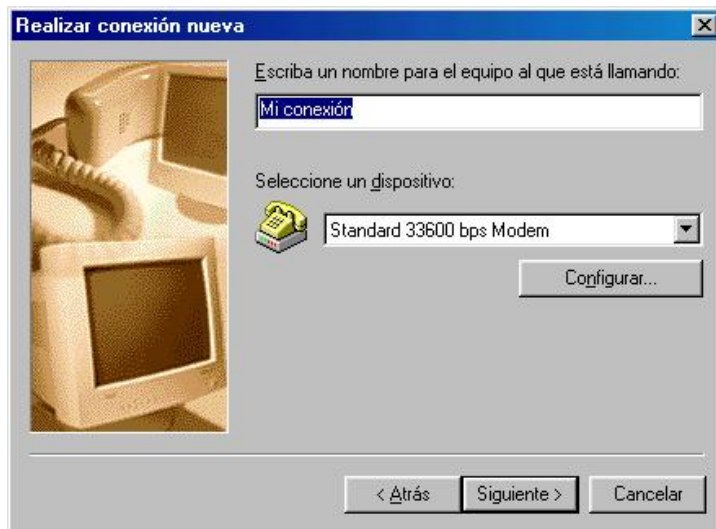 Realizar conexión nueva
Escriba un nombre para el equipo al que está llamando:
Mi conexión
Seleccione un dispositivo:
Standard 33600 bps Modem
Configurar...
< Atrás
Siguiente >
Cancelar